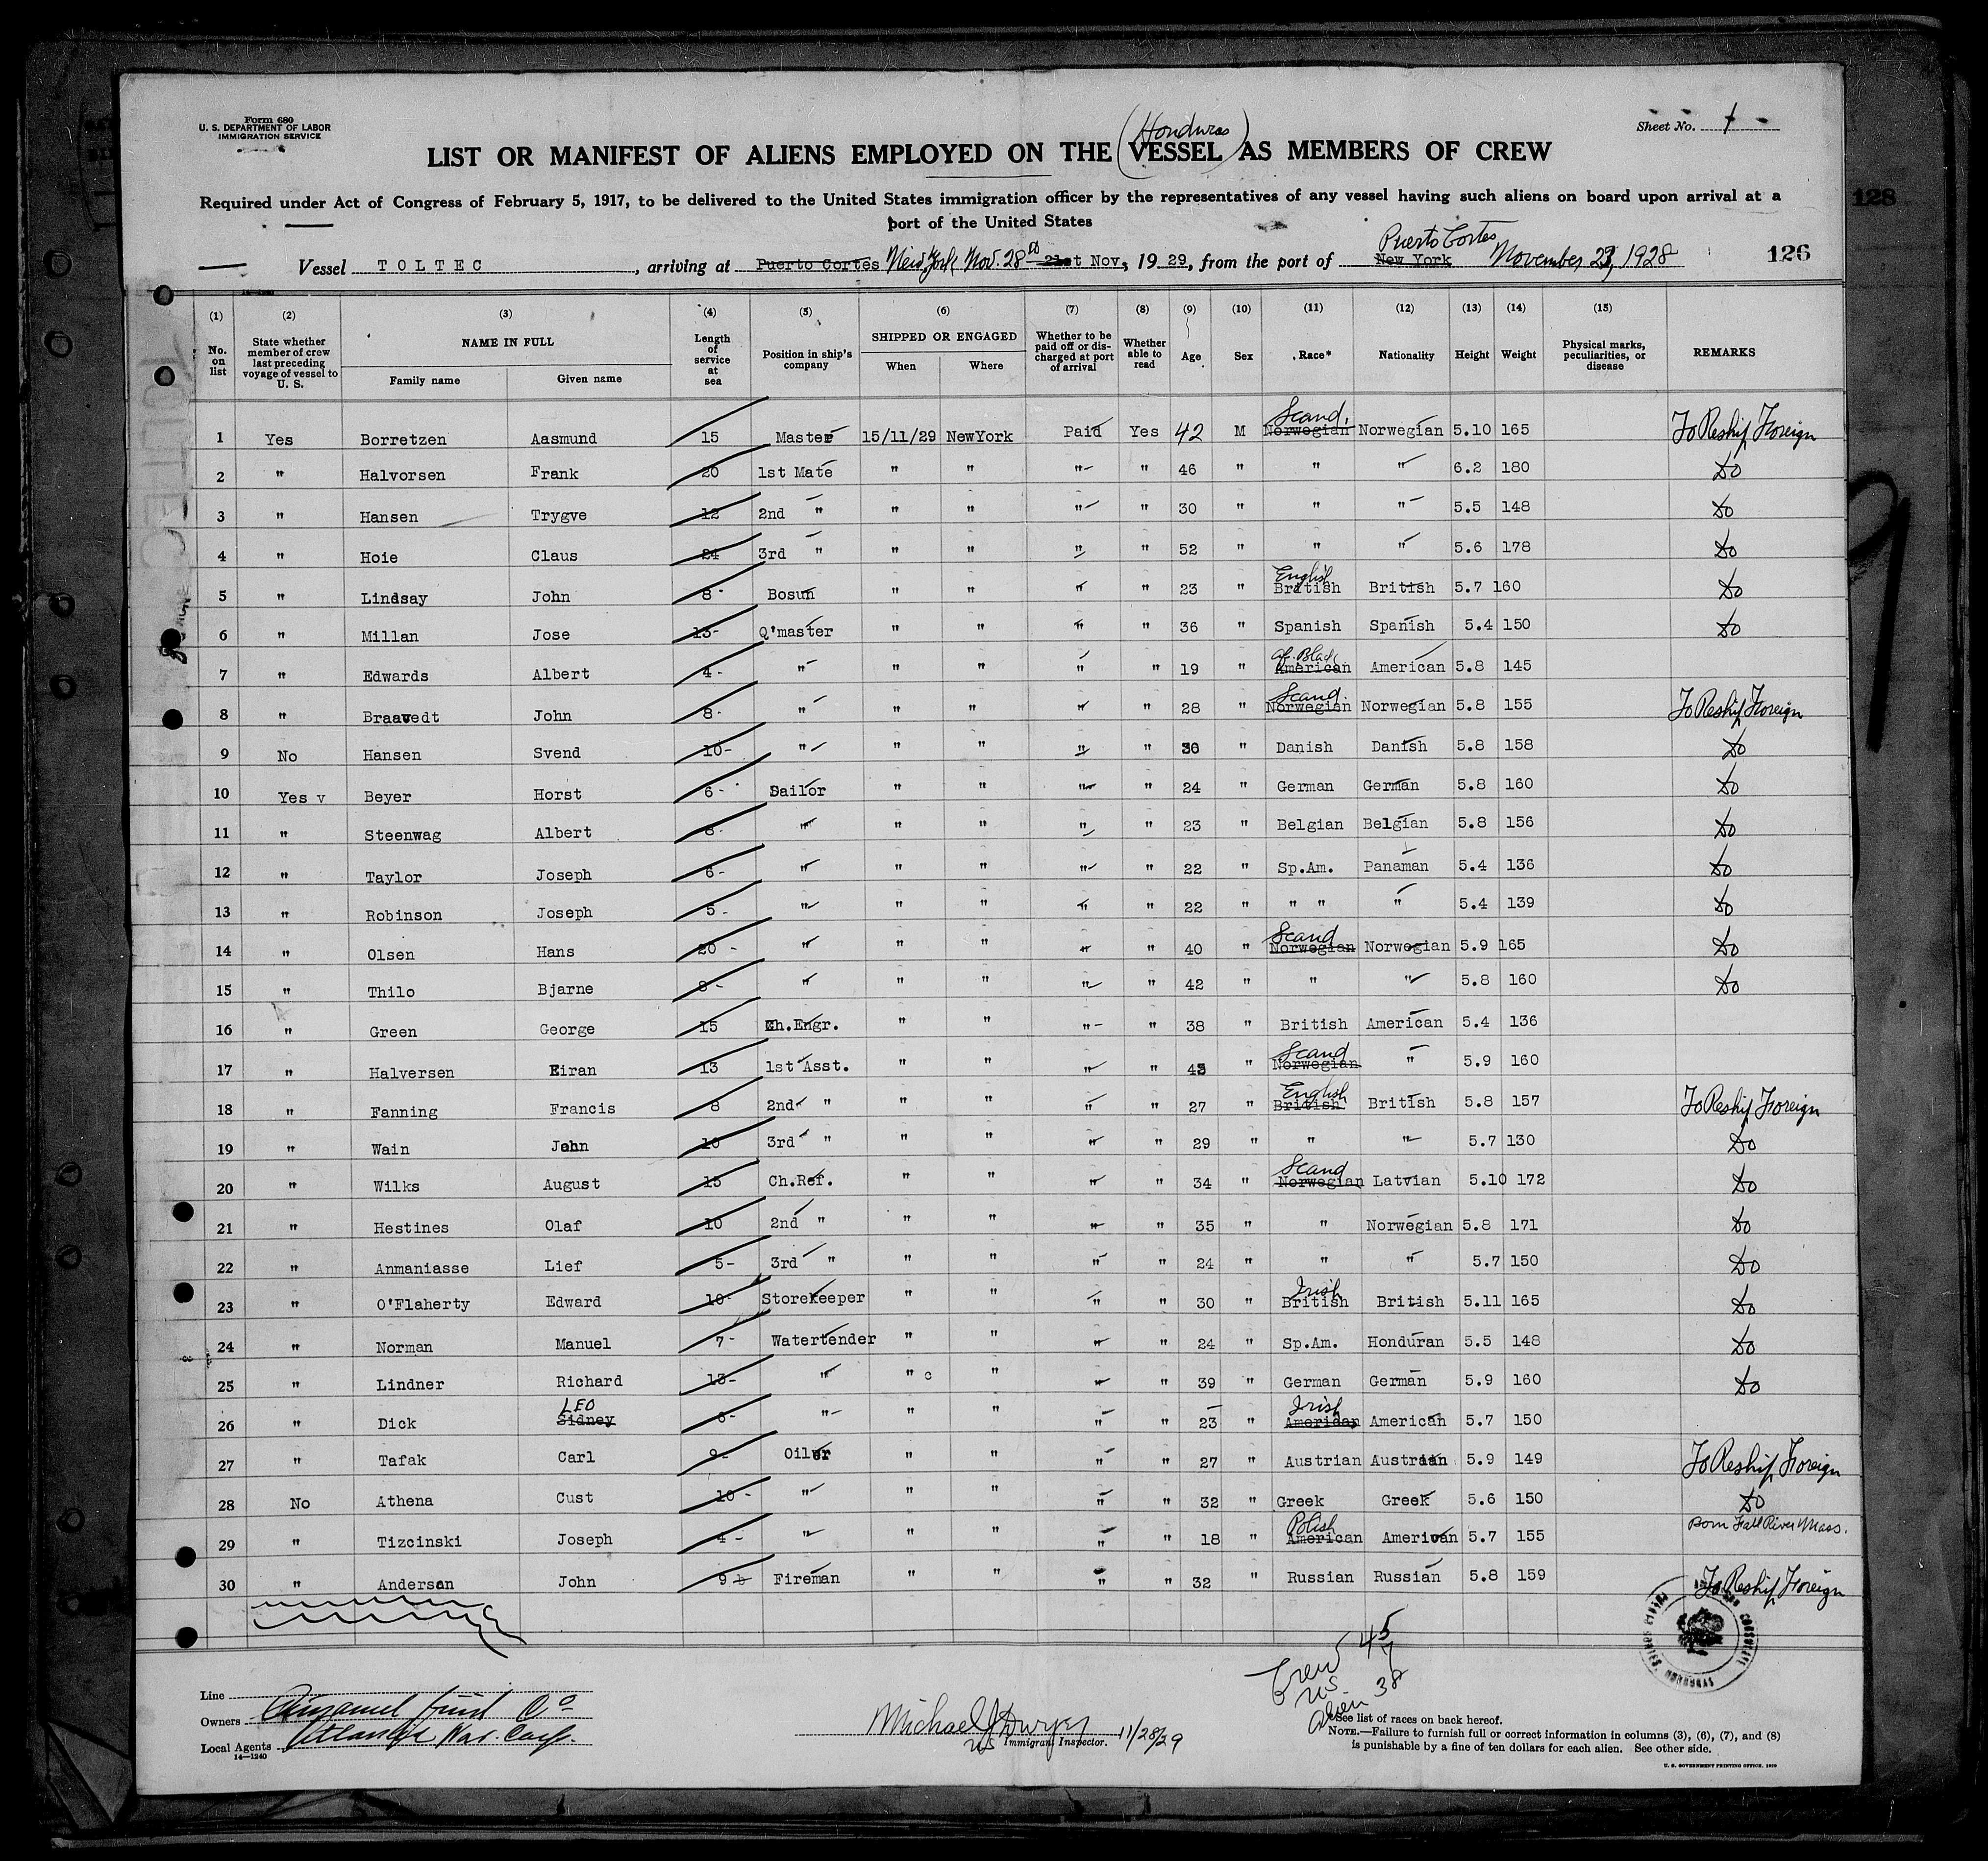 Form 680
U. S. DEPARTMENT OF LABOR
IMMIGRATION SERVICE
Sheet No. 1
(Honduras)
LIST OR MANIFEST OF ALIENS EMPLOYED ON THE VESSEL AS MEMBERS OF CREW
Required under Act of Congress of February 5, 1917, to be delivered to the United States immigration officer by the representatives of any vessel having such aliens on board upon arrival at a
port of the United States
128
Puerto Cortes
Vessel TOLTEC, arriving at Puerto Cortes New York Nov. 28th 21st Nov, 19 29, from the port of New York November 23, 1928 126
(1) (2) (3) (4) (5) (6) (7) (8) (9) (10) (11) (12) (13) (14) (15)
No. on list
State whether member of crew last preceding voyage of vessel to U. S.
NAME IN FULL
Family name Given name
Length of service at sea
Position in ship's company
SHIPPED OR ENGAGED
When Where
Whether to be paid off or discharged at port of arrival
Whether able to read
Age Sex Race* Nationality Height Weight
Physical marks, peculiarities, or disease
REMARKS
1 Yes Borretzen Aasmund 15 Master 15/11/29 NewYork Paid Yes 42 M Norwegian Scand. Norwegian 5.10 165 To Reship Foreign
2 " Halvorsen Frank 20 1st Mate " " " " 46 " " " 6.2 180 Do
3 " Hansen Trygve 12 2nd " " " " " 30 " " " 5.5 148 Do
4 " Hoie Claus 24 3rd " " " " " 52 " " " 5.6 178 Do
5 " Lindsay John 8 Bosun " " " " 23 " British English British 5.7 160 Do
6 " Millan Jose 13 Q'master " " " " 36 " Spanish Spanish 5.4 150 Do
7 " Edwards Albert 4 " " " " " 19 " American Af. Black American 5.8 145
8 " Braavedt John 8 " " " " " 28 " Norwegian Scand. Norwegian 5.8 155 To Reship Foreign
9 No Hansen Svend 10 " " " " " 30 " Danish Danish 5.8 158 Do
10 Yes v Beyer Horst 6 Sailor " " " " 24 " German German 5.8 160 Do
11 " Steenwag Albert 8 " " " " " 23 " Belgian Belgian 5.8 156 Do
12 " Taylor Joseph 6 " " " " " 22 " Sp.Am. Panaman 5.4 136 Do
13 " Robinson Joseph 5 " " " " " 22 " " " " 5.4 139 Do
14 " Olsen Hans 20 " " " " " 40 " Norwegian Scand Norwegian 5.9 165 Do
15 " Thilo Bjarne 8 " " " " " 42 " " " 5.8 160 Do
16 " Green George 15 Ch.Engr. " " " " 38 " British American 5.4 136
17 " Halversen Eiran 13 1st Asst. " " " " 43 " Norwegian Scand " 5.9 160
18 " Fanning Francis 8 2nd " " " " " 27 " British English British 5.8 157 To Reship Foreign
19 " Wain John 10 3rd " " " " " 29 " " " 5.7 130 Do
20 " Wilks August 15 Ch.Ref. " " " " 34 " Norwegian Scand Latvian 5.10 172 Do
21 " Hestines Olaf 10 2nd " " " " " 35 " " Norwegian 5.8 171 Do
22 " Anmaniasse Lief 5 3rd " " " " " 24 " " " 5.7 150 Do
23 " O'Flaherty Edward 10 Storekeeper " " " " 30 " British Irish British 5.11 165 Do
24 " Norman Manuel 7 Watertender " " " " 24 " Sp.Am. Honduran 5.5 148 Do
25 " Lindner Richard 13 " " " " " 39 " German German 5.9 160 Do
26 " Dick Sidney LEO 6 " " " " " 23 " American Irish American 5.7 150
27 " Tafak Carl 9 Oiler " " " " 27 " Austrian Austrian 5.9 149 To Reship Foreign
28 No Athena Cust 10 " " " " " 32 " Greek Greek 5.6 150 Do
29 " Tizcinski Joseph 4 " " " " " 18 " American Polish American 5.7 155 Born Fall River Mass.
30 " Anderson John 9 Fireman " " " " 32 " Russian Russian 5.8 159 To Reship Foreign
Crew 45
US 7
Alien 38
Line
Owners
Local Agents
14—1240
Michael J Dwyer 11/28/29
US Immigrant Inspector.
*See list of races on back hereof.
NOTE.—Failure to furnish full or correct information in columns (3), (6), (7), and (8)
is punishable by a fine of ten dollars for each alien. See other side.
U. S. GOVERNMENT PRINTING OFFICE